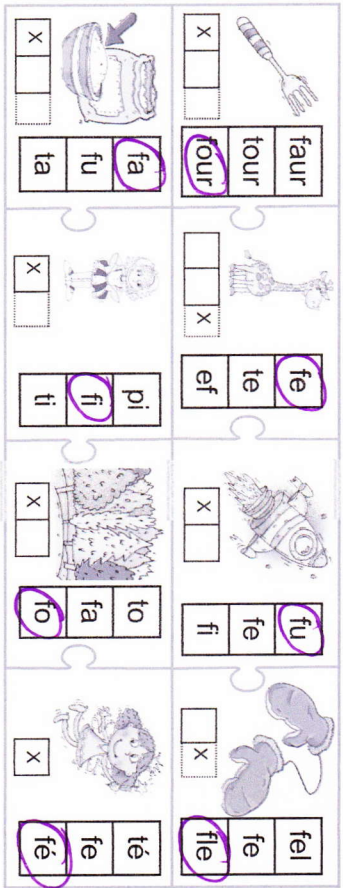 faur
tour
four
x
fe
te
ef
x
fu
fe
fi
x
fel
fe
fle
x
fa
fu
ta
x
pi
fi
ti
x
to
fa
fo
x
té
fe
fé
x